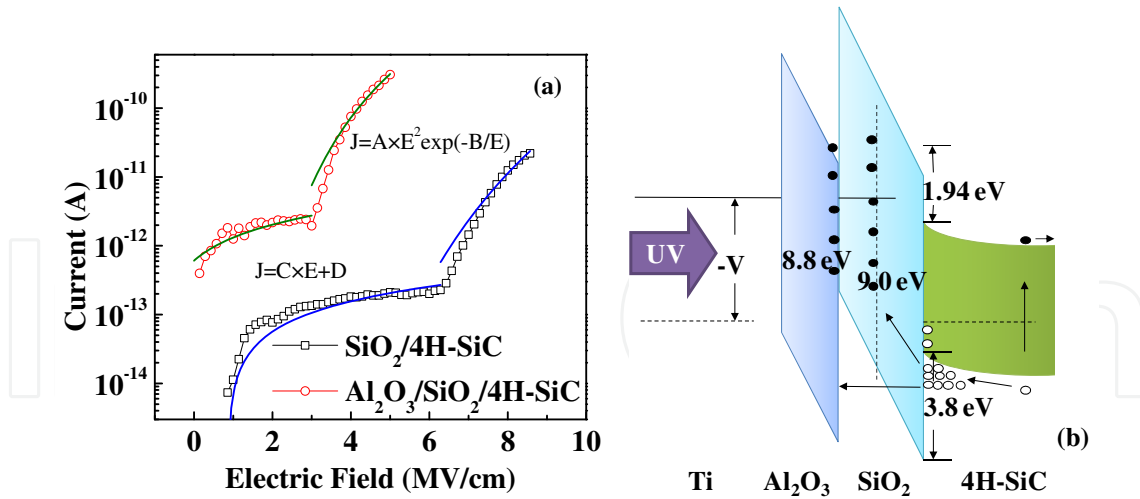 (a)
Current (A)
10⁻¹⁰
10⁻¹¹
10⁻¹²
10⁻¹³
10⁻¹⁴
J=A×E²exp(-B/E)
J=C×E+D
SiO₂/4H-SiC
Al₂O₃/SiO₂/4H-SiC
0 2 4 6 8 10
Electric Field (MV/cm)
UV
-V
8.8 eV
9.0 eV
1.94 eV
3.8 eV
(b)
Ti Al₂O₃ SiO₂ 4H-SiC